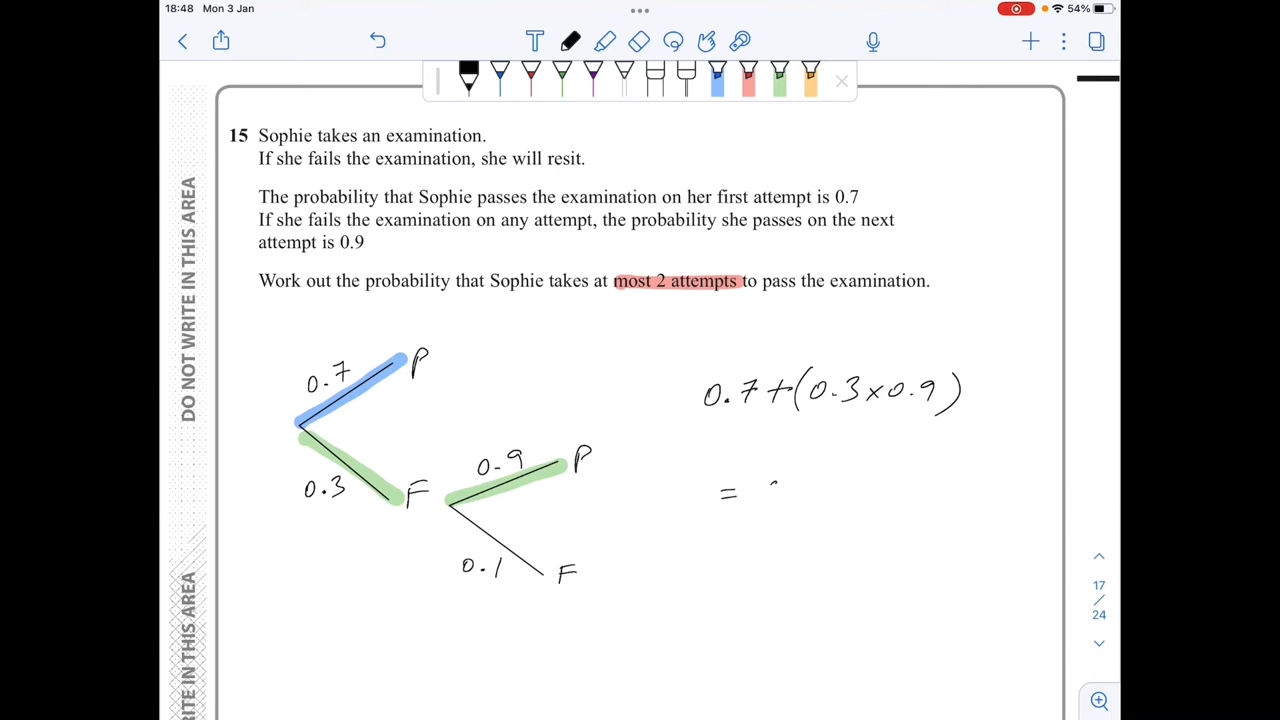 18:48 Mon 3 Jan
54%
T
15 Sophie takes an examination.
If she fails the examination, she will resit.
The probability that Sophie passes the examination on her first attempt is 0.7
If she fails the examination on any attempt, the probability she passes on the next
attempt is 0.9
Work out the probability that Sophie takes at most 2 attempts to pass the examination.
0.7
P
0.3
F
0.9
P
0.1
F
0.7+(0.3×0.9)
=
DO NOT WRITE IN THIS AREA
RITE IN THIS AREA
17
/
24